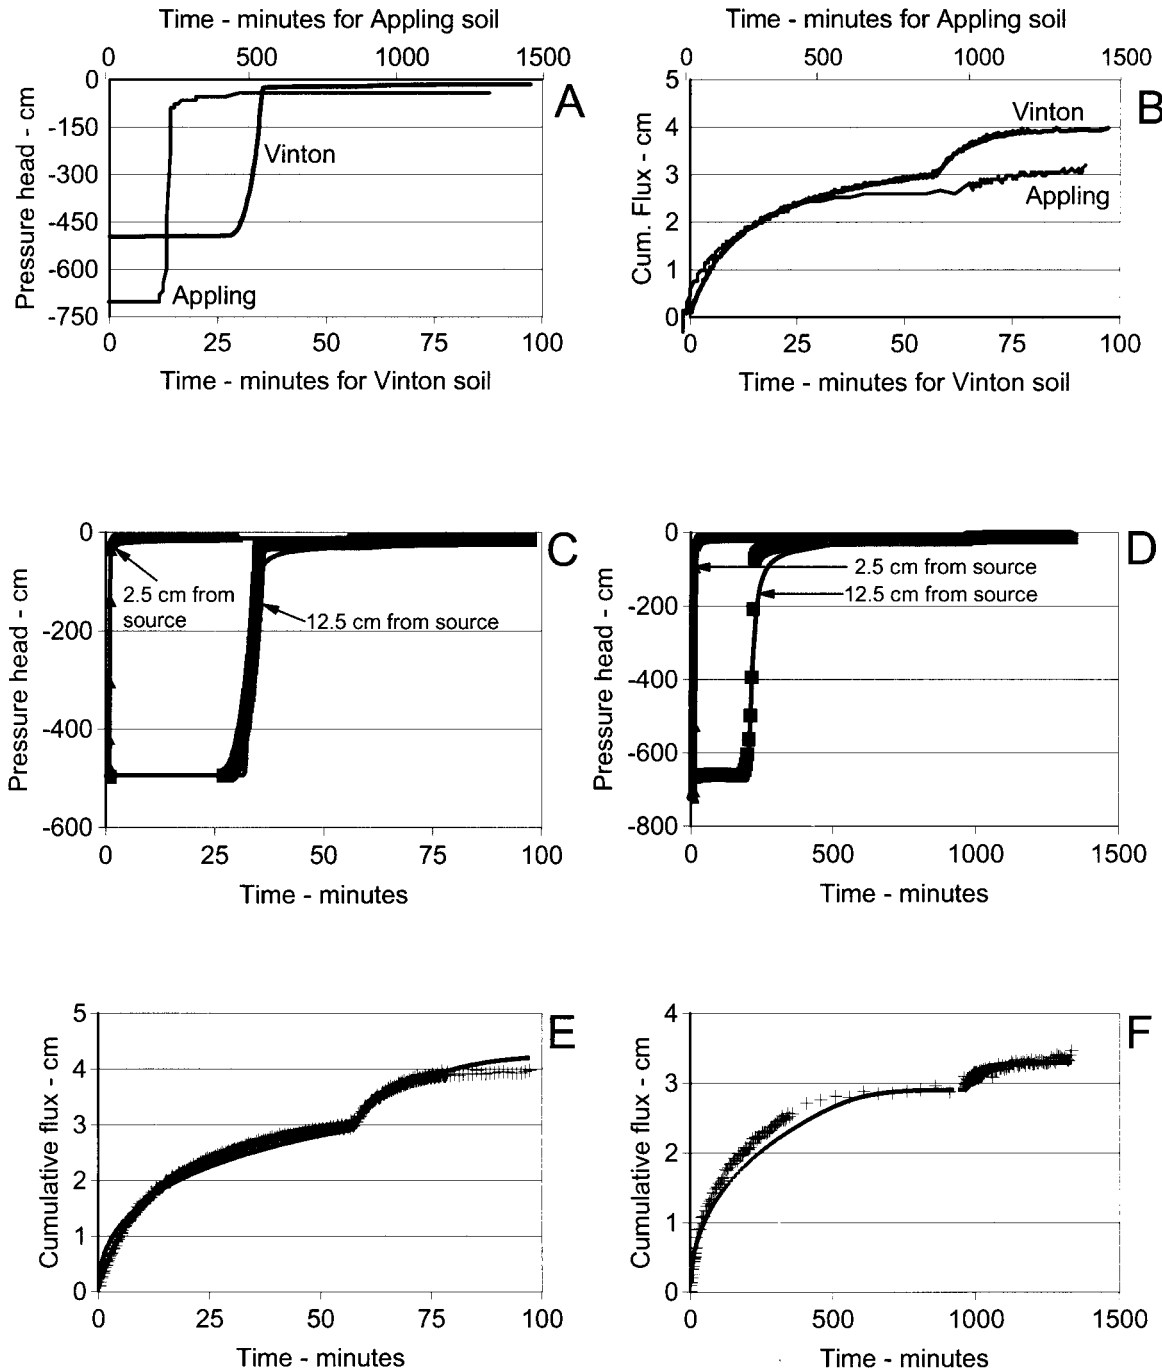 Time - minutes for Appling soil
0 500 1000 1500
0
-150
-300
-450
-600
-750
Pressure head - cm
A
Vinton
Appling
0 25 50 75 100
Time - minutes for Vinton soil
Time - minutes for Appling soil
0 500 1000 1500
5
4
3
2
1
0
Cum. Flux - cm
B
Vinton
Appling
0 25 50 75 100
Time - minutes for Vinton soil
0
-200
-400
-600
Pressure head - cm
C
2.5 cm from
source
12.5 cm from source
0 25 50 75 100
Time - minutes
0
-200
-400
-600
-800
Pressure head - cm
D
2.5 cm from source
12.5 cm from source
0 500 1000 1500
Time - minutes
5
4
3
2
1
0
Cumulative flux - cm
E
0 25 50 75 100
Time - minutes
4
3
2
1
0
Cumulative flux - cm
F
0 500 1000 1500
Time - minutes